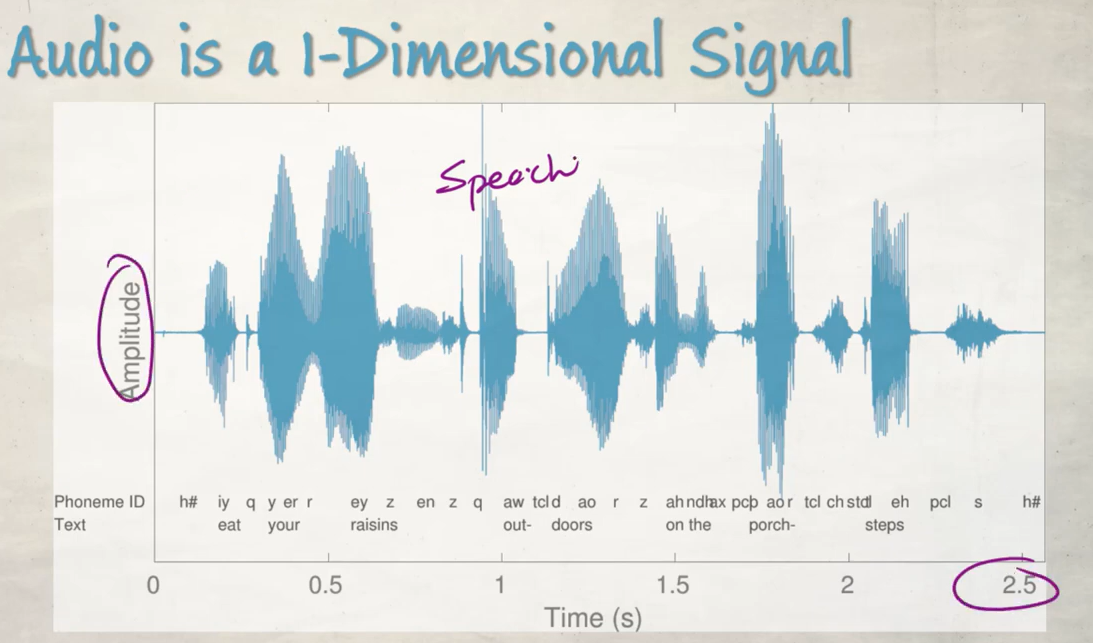 Audio is a 1-Dimensional Signal
Speech
Amplitude
Phoneme ID h# iy q y er r ey z en z q aw tcl d ao r z ah n dh ax pcl p ao r tcl ch s tcl eh pcl s h#
Text eat your raisins out- doors on the porch- steps
0 0.5 1 1.5 2 2.5
Time (s)